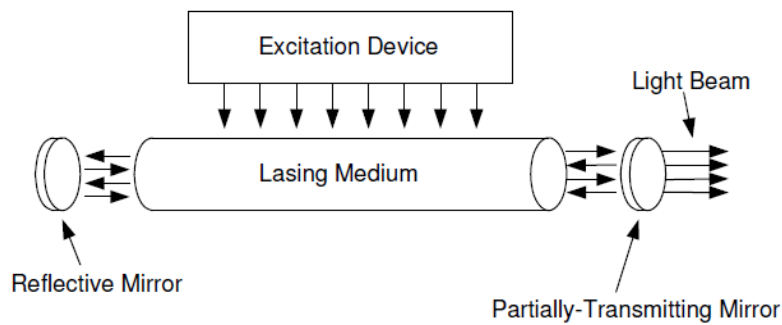 Excitation Device
Light Beam
Lasing Medium
Reflective Mirror
Partially-Transmitting Mirror